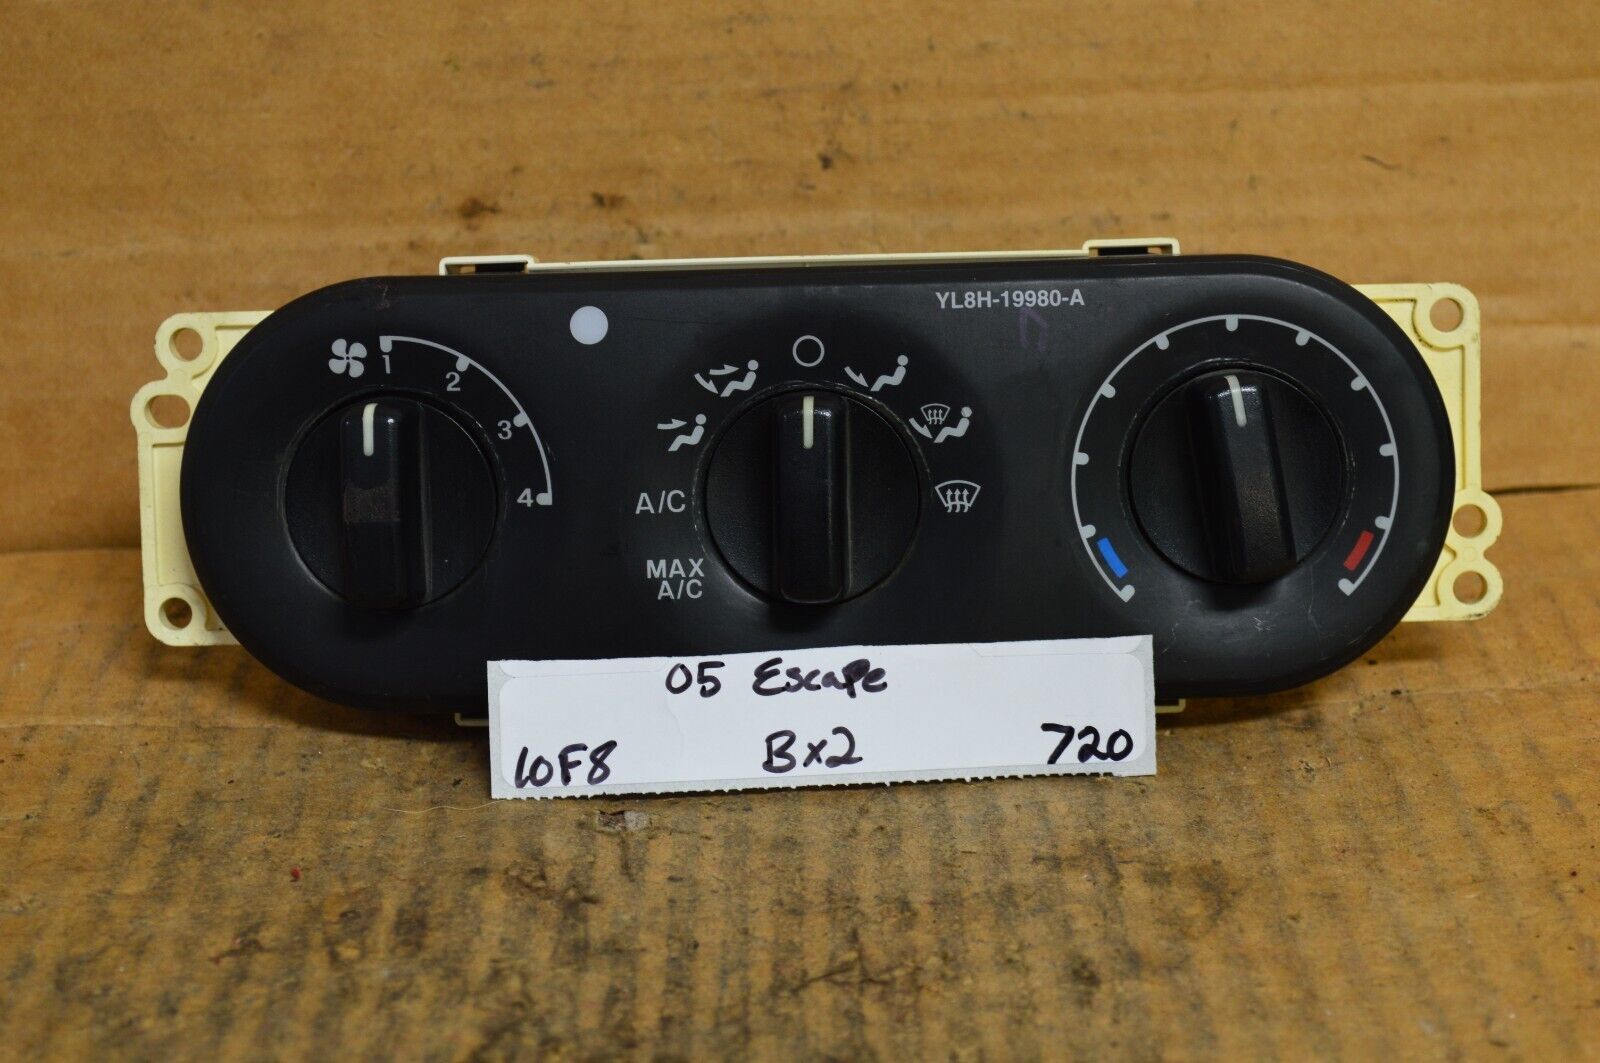 YL8H-19980-A
1
2
3
4
A/C
MAX
A/C
05 Escape
10F8 Bx2 720